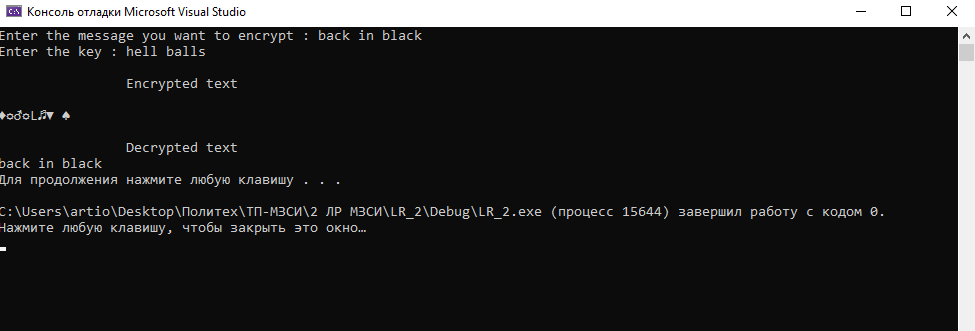 Консоль отладки Microsoft Visual Studio
Enter the message you want to encrypt : back in black
Enter the key : hell balls
Encrypted text
♦☼♂☼L♬▼ ♠
Decrypted text
back in black
Для продолжения нажмите любую клавишу . . .
C:\Users\artio\Desktop\Политех\ТП-МЗСИ\2 ЛР МЗСИ\LR_2\Debug\LR_2.exe (процесс 15644) завершил работу с кодом 0.
Нажмите любую клавишу, чтобы закрыть это окно…